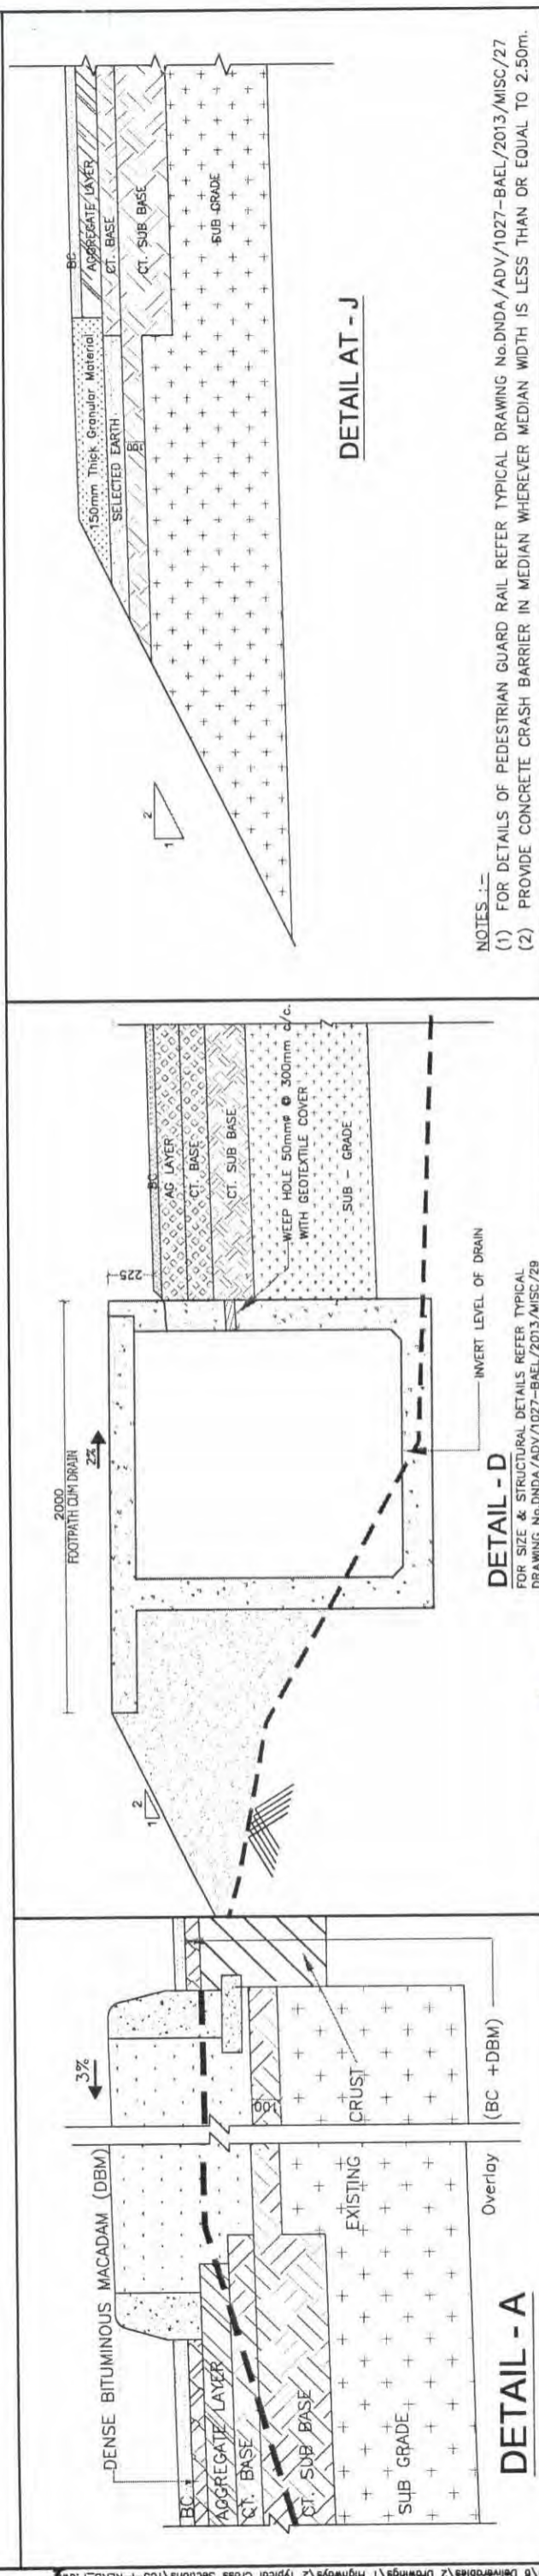 DENSE BITUMINOUS MACADAM (DBM)
3%
BC
AGGREGATE LAYER
CT. BASE
CT. SUB BASE
SUB GRADE
100
EXISTING
CRUST
Overlay (BC +DBM)
DETAIL - A
2000
FOOTPATH CUM DRAIN
2%
225
2
1
BC
AG LAYER
CT. BASE
CT. SUB BASE
WEEP HOLE 50mmø @ 300mm c/c.
WITH GEOTEXTILE COVER
SUB - GRADE
INVERT LEVEL OF DRAIN
DETAIL - D
FOR SIZE & STRUCTURAL DETAILS REFER TYPICAL
DRAWING No.DNDA/ADV/1027-BAEL/2013/MISC/29
BC
AGGREGATE LAYER
CT. BASE
CT. SUB BASE
SUB GRADE
150mm Thick Granular Material
SELECTED EARTH
2
1
DETAIL AT - J
NOTES :-
(1) FOR DETAILS OF PEDESTRIAN GUARD RAIL REFER TYPICAL DRAWING No.DNDA/ADV/1027-BAEL/2013/MISC/27
(2) PROVIDE CONCRETE CRASH BARRIER IN MEDIAN WHEREVER MEDIAN WIDTH IS LESS THAN OR EQUAL TO 2.50m.